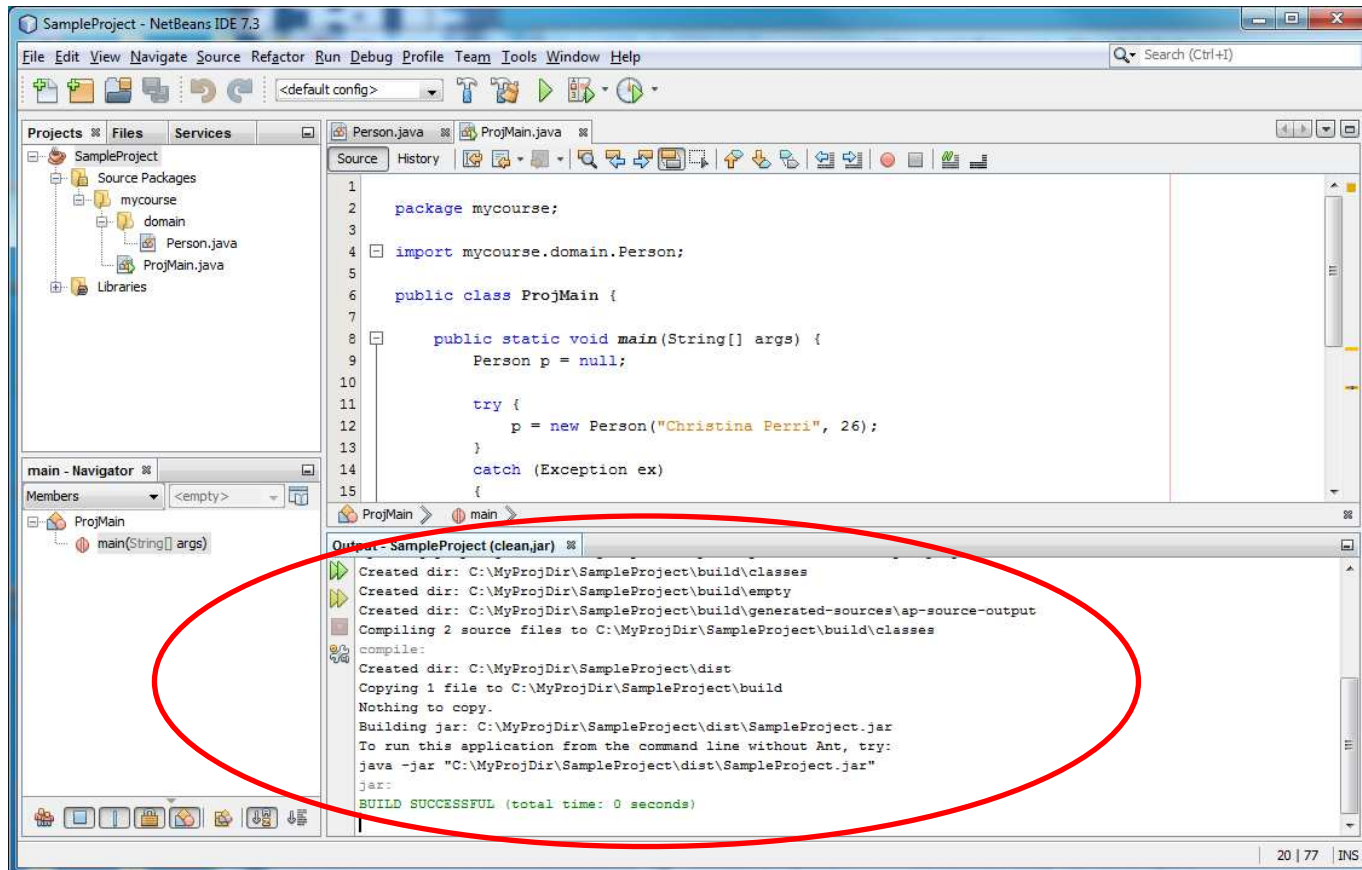 SampleProject - NetBeans IDE 7.3
File Edit View Navigate Source Refactor Run Debug Profile Team Tools Window Help
Search (Ctrl+I)
<default config>
Projects Files Services
SampleProject
Source Packages
mycourse
domain
Person.java
ProjMain.java
Libraries
Person.java ProjMain.java
Source History
1
2 package mycourse;
3
4 import mycourse.domain.Person;
5
6 public class ProjMain {
7
8 public static void main(String[] args) {
9 Person p = null;
10
11 try {
12 p = new Person("Christina Perri", 26);
13 }
14 catch (Exception ex)
15 {
ProjMain main
main - Navigator
Members <empty>
ProjMain
main(String[] args)
Output - SampleProject (clean,jar)
Created dir: C:\MyProjDir\SampleProject\build\classes
Created dir: C:\MyProjDir\SampleProject\build\empty
Created dir: C:\MyProjDir\SampleProject\build\generated-sources\ap-source-output
Compiling 2 source files to C:\MyProjDir\SampleProject\build\classes
compile:
Created dir: C:\MyProjDir\SampleProject\dist
Copying 1 file to C:\MyProjDir\SampleProject\build
Nothing to copy.
Building jar: C:\MyProjDir\SampleProject\dist\SampleProject.jar
To run this application from the command line without Ant, try:
java -jar "C:\MyProjDir\SampleProject\dist\SampleProject.jar"
jar:
BUILD SUCCESSFUL (total time: 0 seconds)
20 | 77 INS